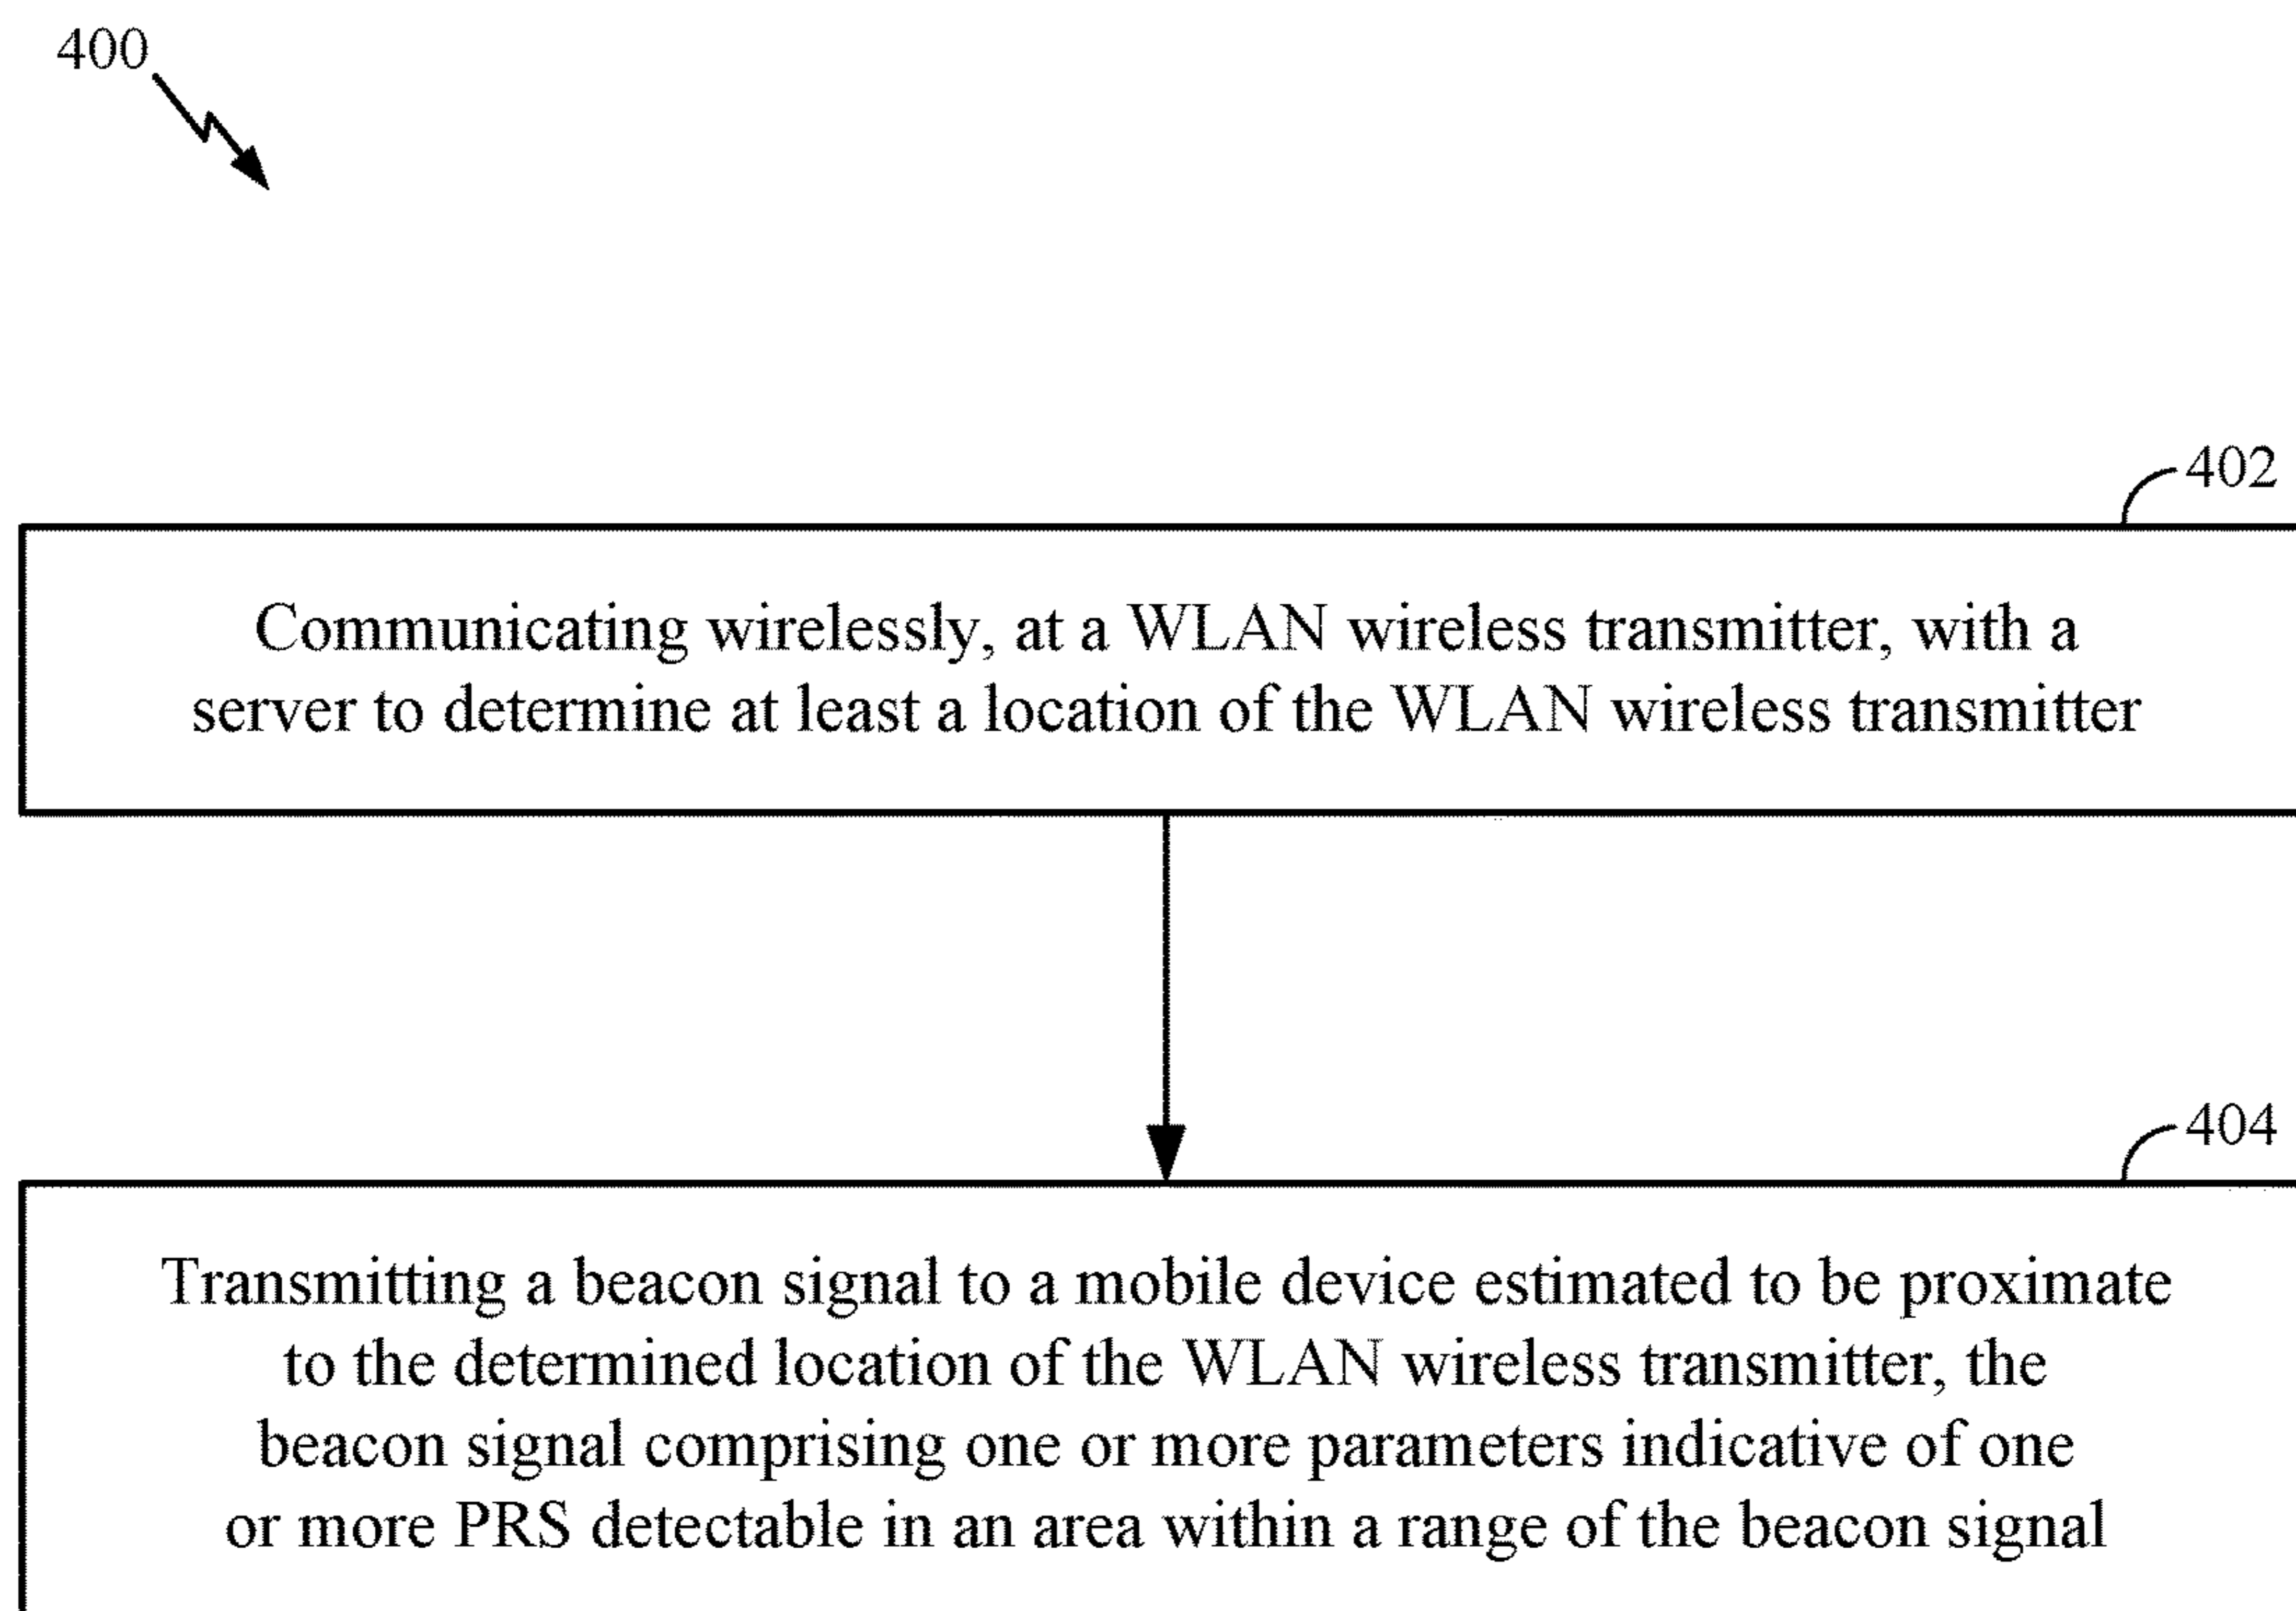 400
402
Communicating wirelessly, at a WLAN wireless transmitter, with a
server to determine at least a location of the WLAN wireless transmitter
404
Transmitting a beacon signal to a mobile device estimated to be proximate
to the determined location of the WLAN wireless transmitter, the
beacon signal comprising one or more parameters indicative of one
or more PRS detectable in an area within a range of the beacon signal